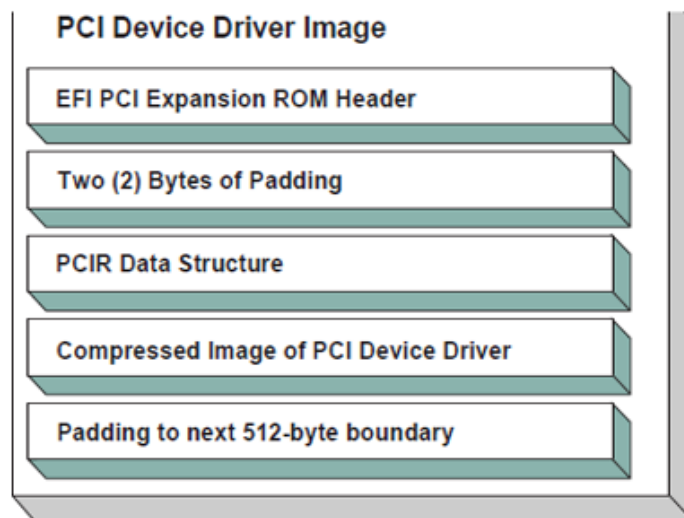 PCI Device Driver Image
EFI PCI Expansion ROM Header
Two (2) Bytes of Padding
PCIR Data Structure
Compressed Image of PCI Device Driver
Padding to next 512-byte boundary